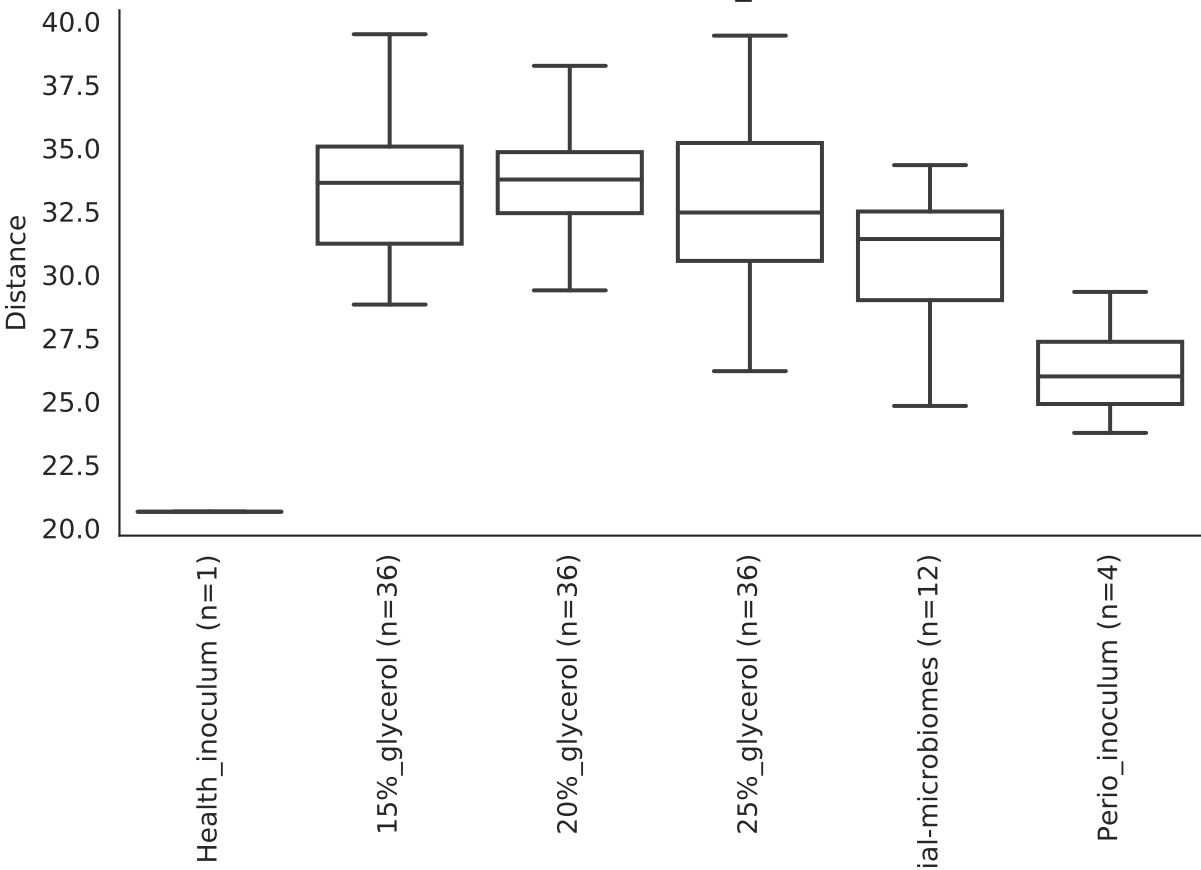 40.0
37.5
35.0
32.5
30.0
27.5
25.0
22.5
20.0
Distance
Health_inoculum (n=1)
15%_glycerol (n=36)
20%_glycerol (n=36)
25%_glycerol (n=36)
ial-microbiomes (n=12)
Perio_inoculum (n=4)